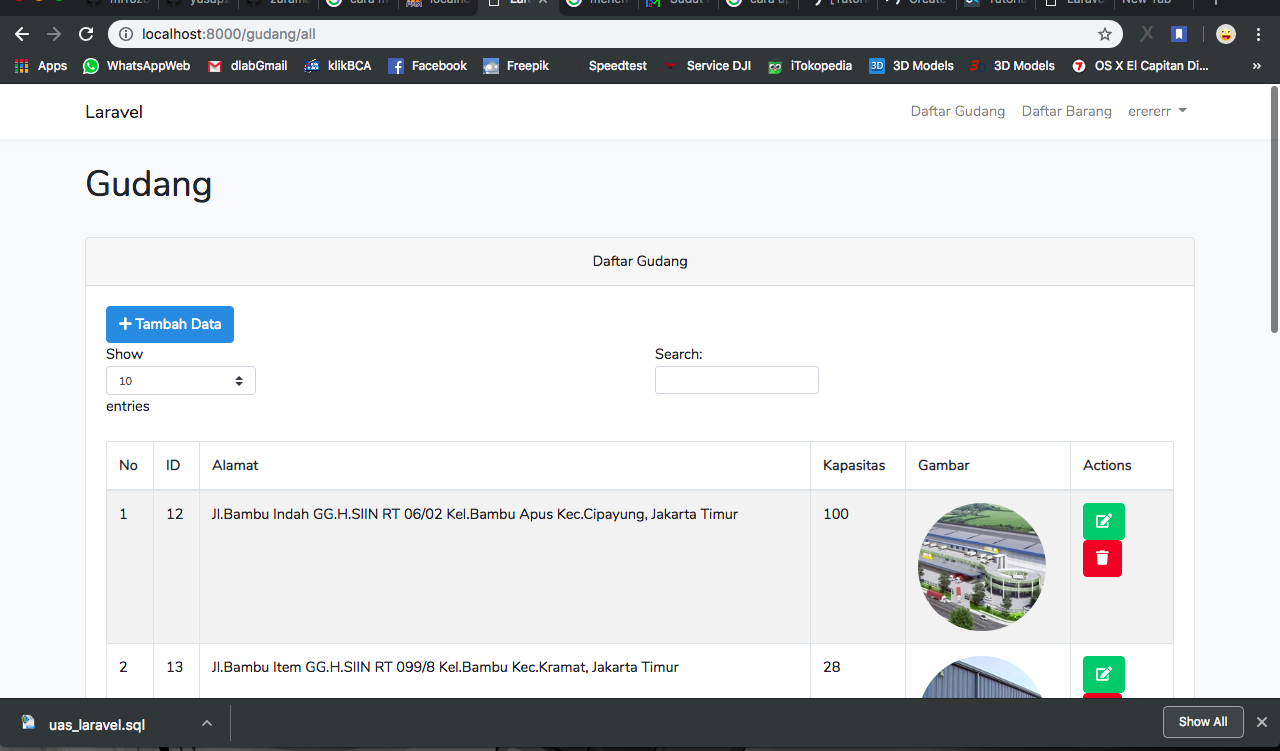 localhost:8000/gudang/all
Apps WhatsAppWeb dlabGmail klikBCA Facebook Freepik Speedtest Service DJI iTokopedia 3D Models 3D Models OS X El Capitan Di... »
Laravel Daftar Gudang Daftar Barang erererr
Gudang
Daftar Gudang
Tambah Data
Show Search:
10
entries
No ID Alamat Kapasitas Gambar Actions
1 12 Jl.Bambu Indah GG.H.SIIN RT 06/02 Kel.Bambu Apus Kec.Cipayung, Jakarta Timur 100
2 13 Jl.Bambu Item GG.H.SIIN RT 099/8 Kel.Bambu Kec.Kramat, Jakarta Timur 28
uas_laravel.sql Show All